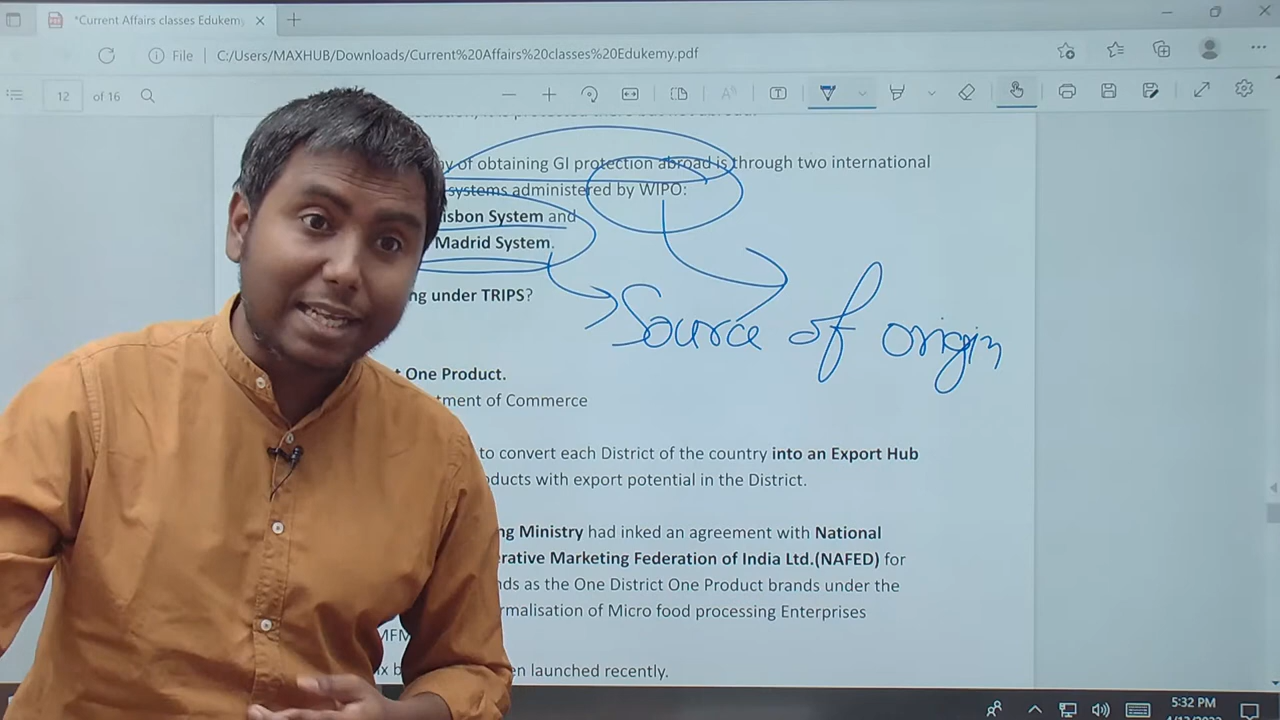 *Current Affairs classes Edukemy
File C:/Users/MAXHUB/Downloads/Current%20Affairs%20classes%20Edukemy.pdf
12 of 16
of obtaining GI protection abroad is through two international
systems administered by WIPO:
isbon System and
Madrid System.
ng under TRIPS?
Source of origin
One Product.
tment of Commerce
to convert each District of the country into an Export Hub
ducts with export potential in the District.
ng Ministry had inked an agreement with National
erative Marketing Federation of India Ltd.(NAFED) for
nds as the One District One Product brands under the
rmalisation of Micro food processing Enterprises
en launched recently.
5:32 PM